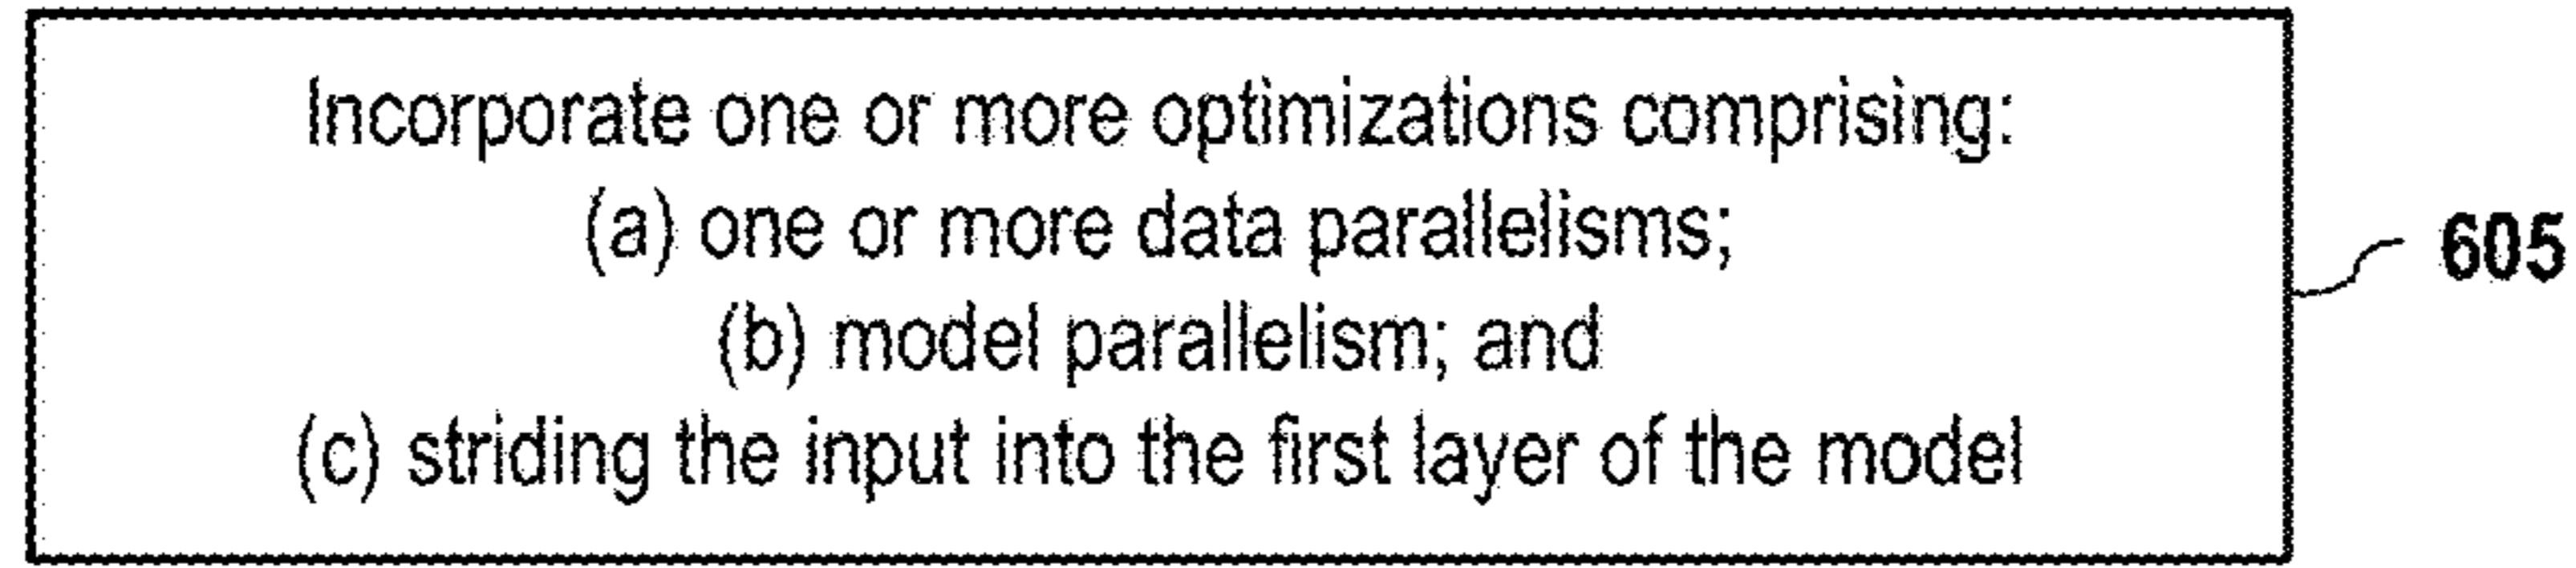 Incorporate one or more optimizations comprising:
(a) one or more data parallelisms;
(b) model parallelism; and
(c) striding the input into the first layer of the model
605